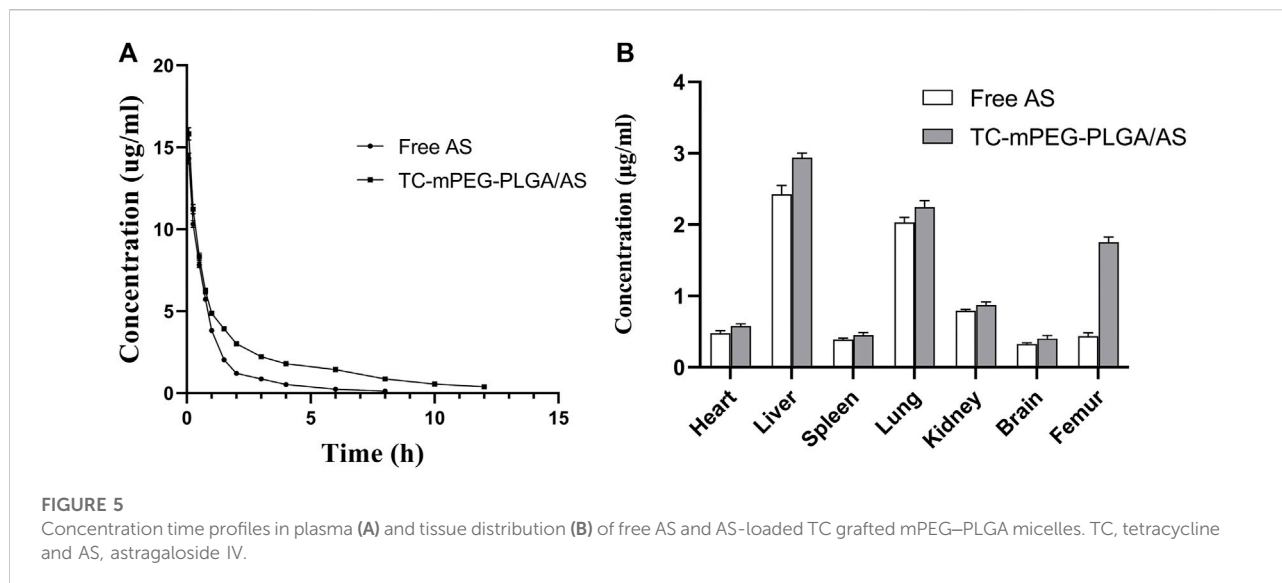 A
20
15
10
5
0
0
5
10
15
Concentration (ug/ml)
Time (h)
Free AS
TC-mPEG-PLGA/AS
B
4
3
2
1
0
Concentration (μg/ml)
Free AS
TC-mPEG-PLGA/AS
Heart
Liver
Spleen
Lung
Kidney
Brain
Femur
FIGURE 5
Concentration time profiles in plasma (A) and tissue distribution (B) of free AS and AS-loaded TC grafted mPEG–PLGA micelles. TC, tetracycline
and AS, astragaloside IV.